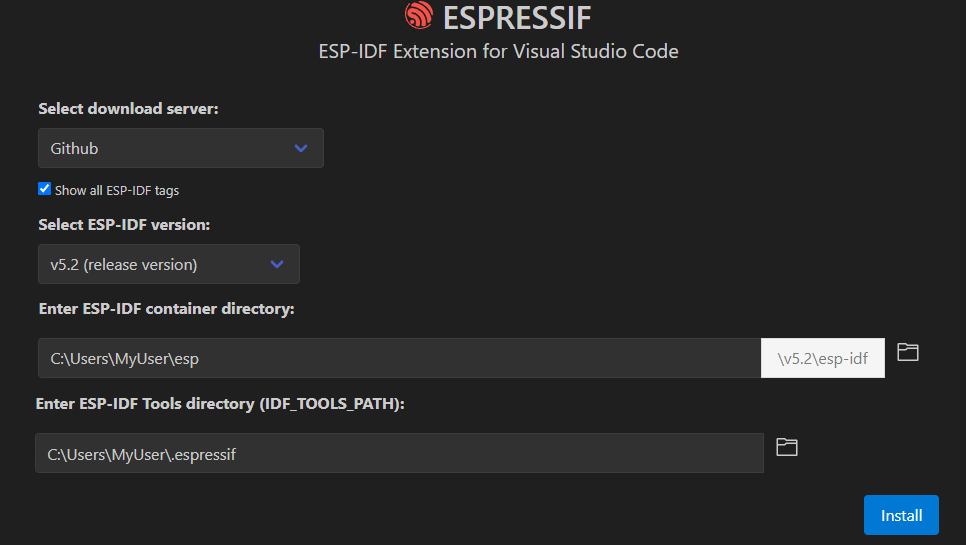 ESPRESSIF
ESP-IDF Extension for Visual Studio Code
Select download server:
Github
Show all ESP-IDF tags
Select ESP-IDF version:
v5.2 (release version)
Enter ESP-IDF container directory:
C:\Users\MyUser\esp \v5.2\esp-idf
Enter ESP-IDF Tools directory (IDF_TOOLS_PATH):
C:\Users\MyUser\.espressif
Install